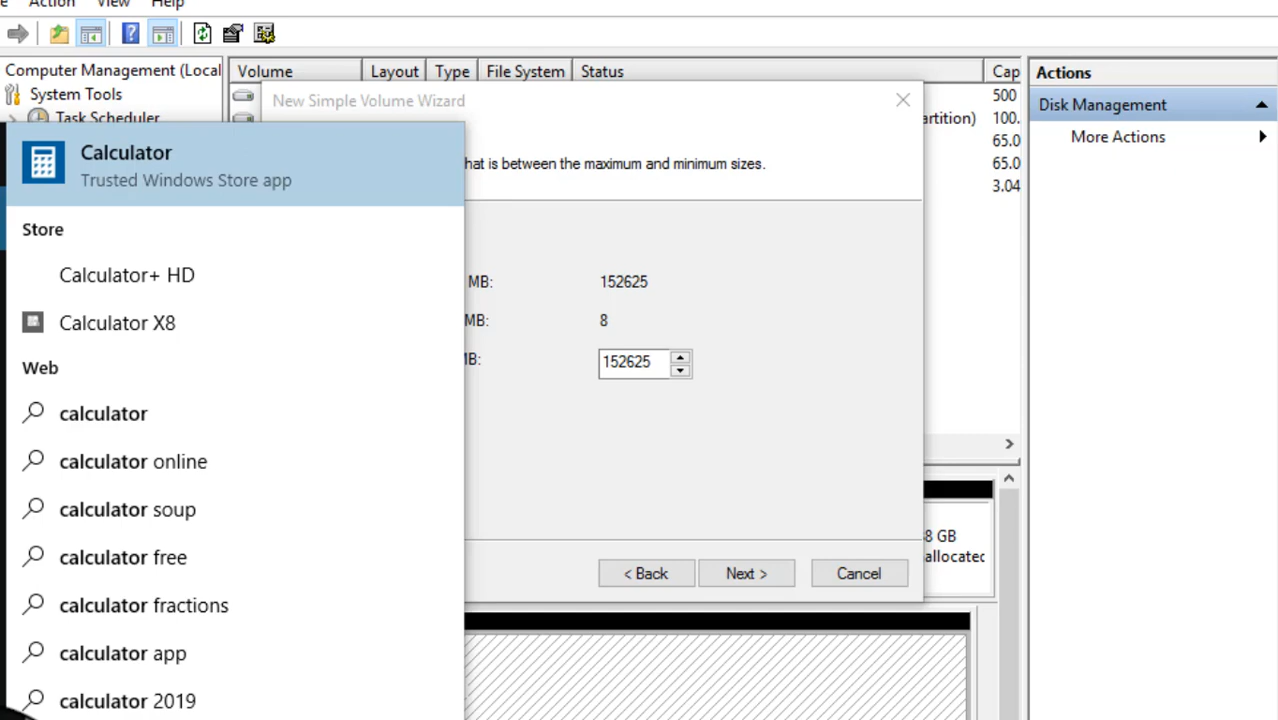 Action View Help
Computer Management (Local
System Tools
Task Scheduler
Volume Layout Type File System Status Cap
500
artition) 100.
65.0
65.0
3.04
Actions
Disk Management
More Actions
New Simple Volume Wizard
hat is between the maximum and minimum sizes.
MB: 152625
MB: 8
MB: 152625
< Back Next > Cancel
8 GB
allocated
Calculator
Trusted Windows Store app
Store
Calculator+ HD
Calculator X8
Web
calculator
calculator online
calculator soup
calculator free
calculator fractions
calculator app
calculator 2019